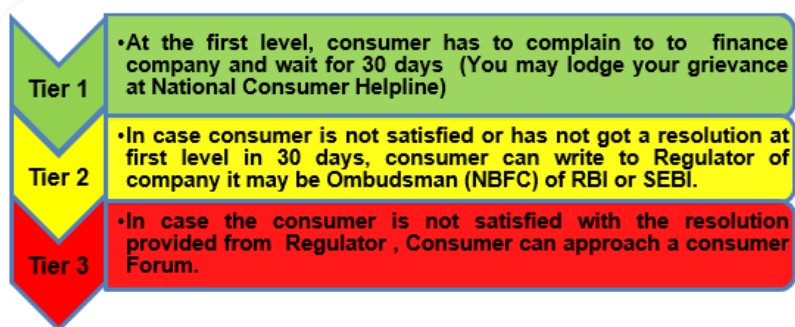 Tier 1
•At the first level, consumer has to complain to to finance
company and wait for 30 days (You may lodge your grievance
at National Consumer Helpline)
Tier 2
•In case consumer is not satisfied or has not got a resolution at
first level in 30 days, consumer can write to Regulator of
company it may be Ombudsman (NBFC) of RBI or SEBI.
Tier 3
•In case the consumer is not satisfied with the resolution
provided from Regulator , Consumer can approach a consumer
Forum.